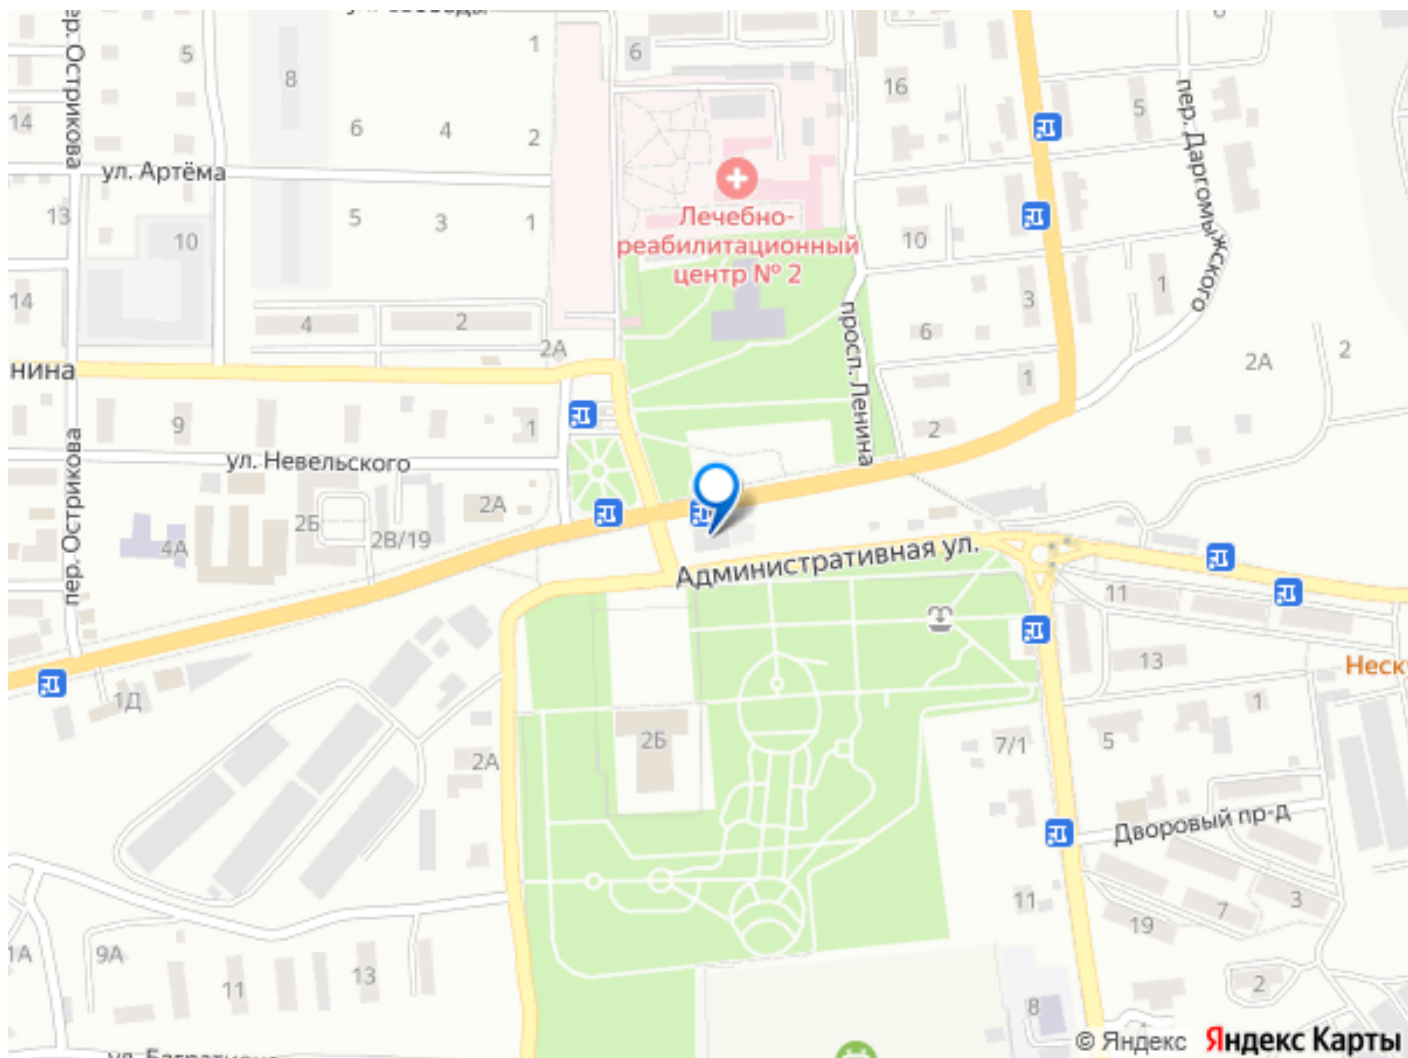 пер. Острикова
5
8
1
6
16
5
пер. Даргомыжского
14
6
4
2
ул. Артёма
13
5
3
1
10
Лечебно-
реабилитационный
центр № 2
10
14
4
2
2А
3
1
6
просп. Ленина
2А
2
нина
1
9
1
2
ул. Невельского
пер. Острикова
2А
2Б
4А
2В/19
Административная ул.
11
13
Неск
1Д
2Б
2А
7/1
5
1
Дворовый пр-д
11
19
7
3
1А
9А
11
13
2
8
© Яндекс
Яндекс Карты